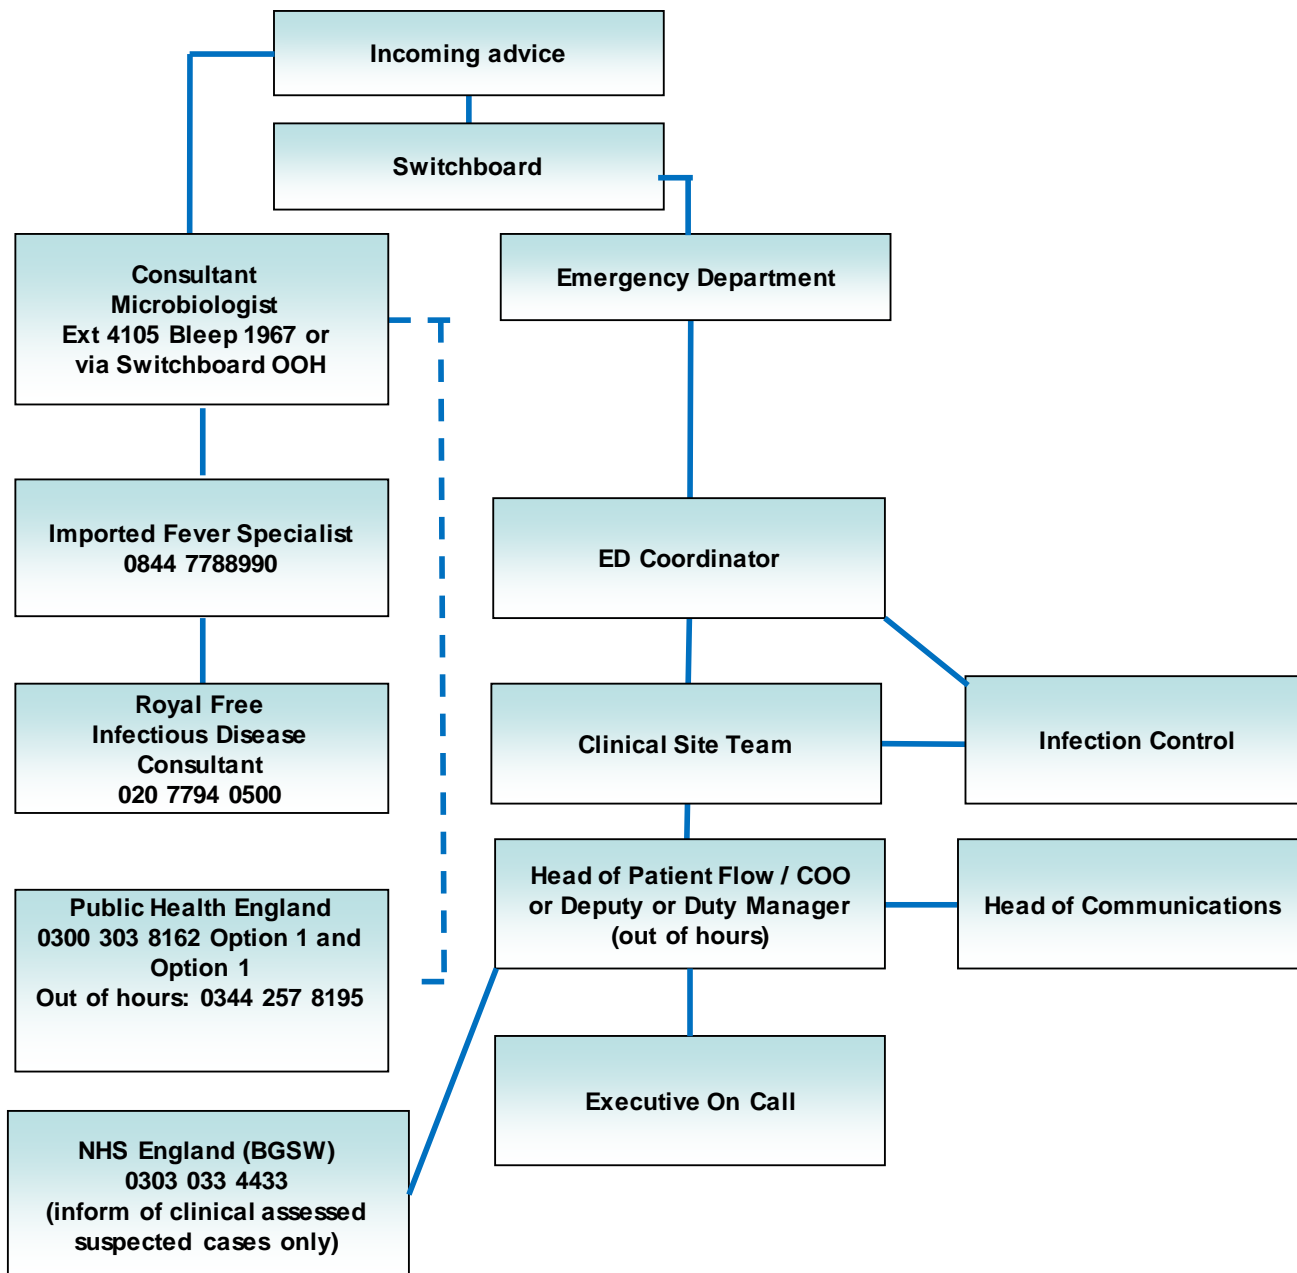 Incoming advice
Switchboard
Consultant
Microbiologist
Ext 4105 Bleep 1967 or
via Switchboard OOH
Emergency Department
Imported Fever Specialist
0844 7788990
ED Coordinator
Royal Free
Infectious Disease
Consultant
020 7794 0500
Clinical Site Team
Infection Control
Public Health England
0300 303 8162 Option 1 and
Option 1
Out of hours: 0344 257 8195
Head of Patient Flow / COO
or Deputy or Duty Manager
(out of hours)
Head of Communications
Executive On Call
NHS England (BGSW)
0303 033 4433
(inform of clinical assessed
suspected cases only)